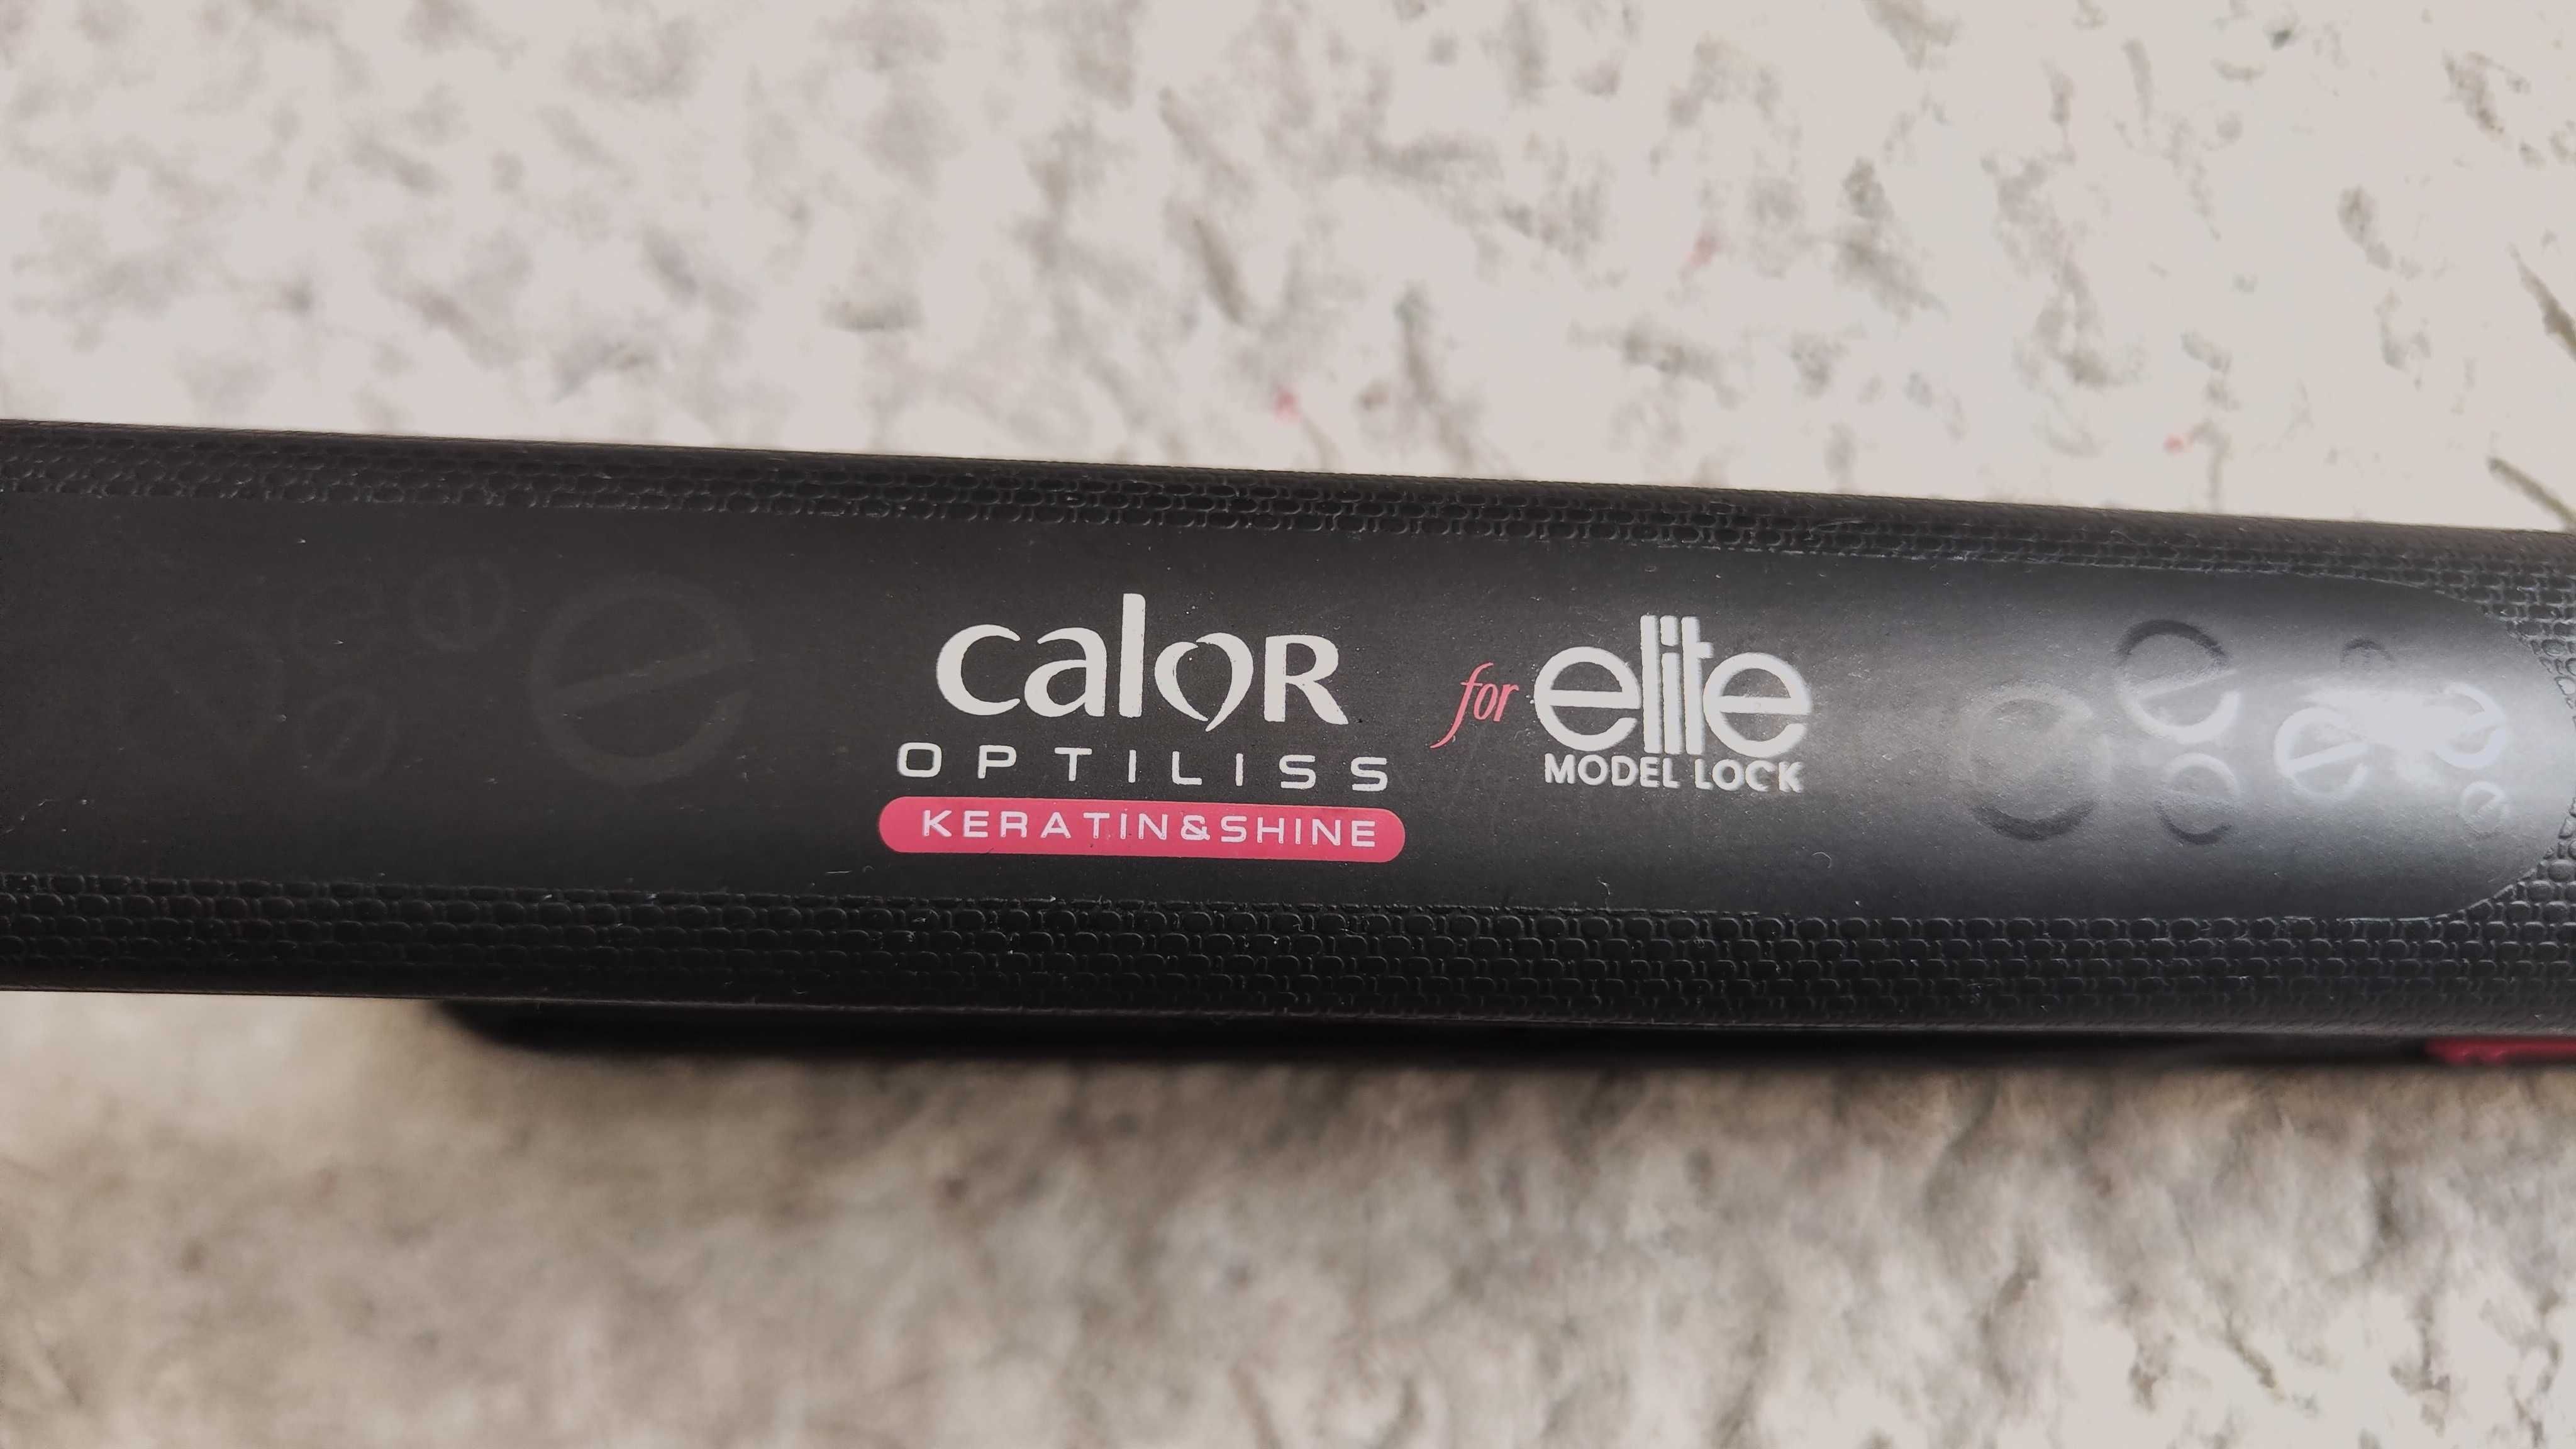 calor
OPTILISS
KERATIN&SHINE
for elite
MODEL LOCK
e e e
e e e e e e e